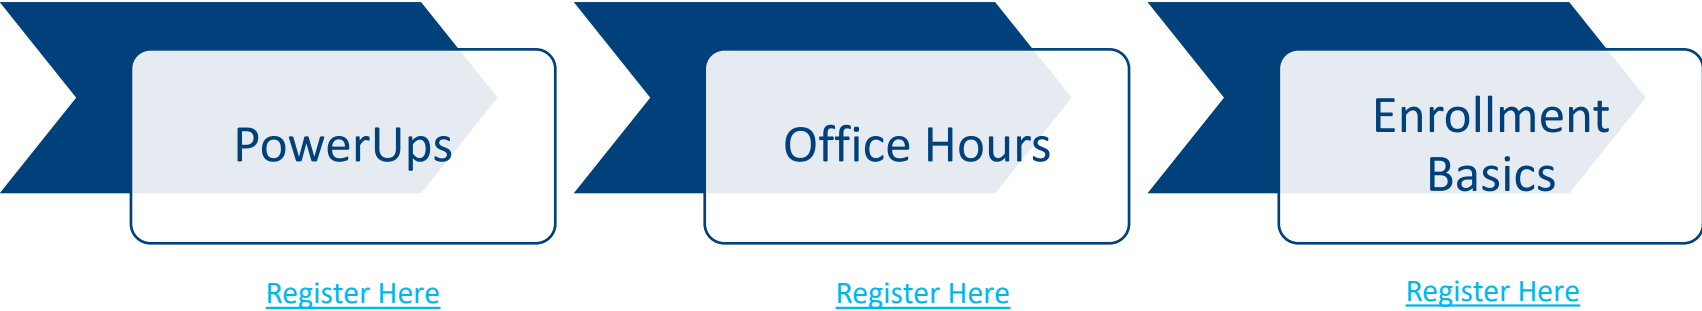 PowerUps
Office Hours
Enrollment
Basics
Register Here
Register Here
Register Here